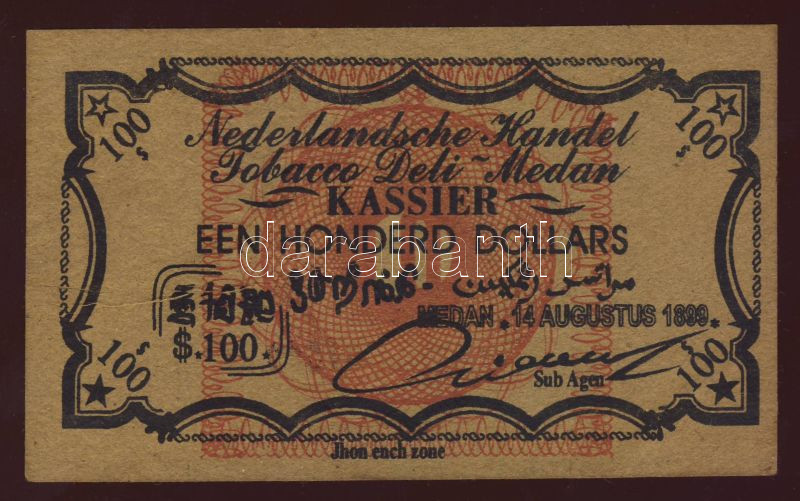 100 $
100 $
Nederlandsche Handel
Tobacco Deli - Medan
KASSIER
EEN HONDERD DOLLARS
darabanth
MEDAN . 14 AUGUSTUS 1899 .
$.100.
Sub Agen
100 $
100 $
Jhon ench zone